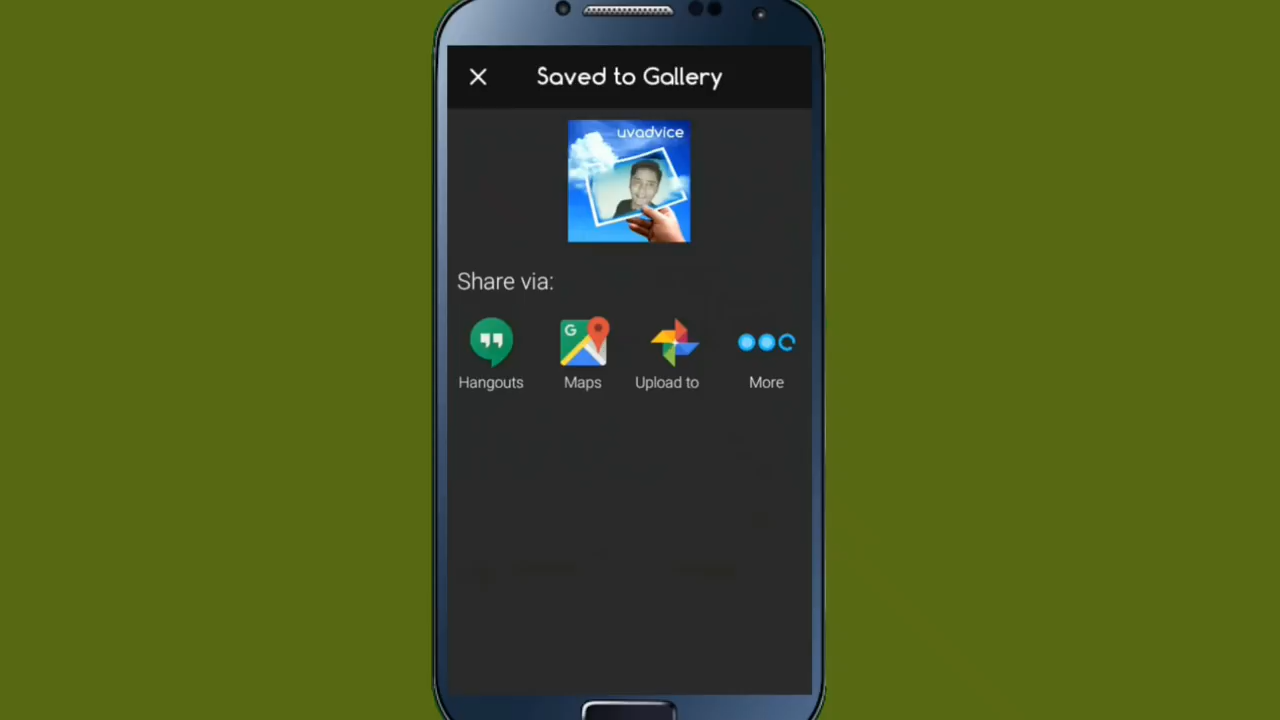 Saved to Gallery
uvadvice
Share via:
G
Hangouts
Maps
Upload to
More